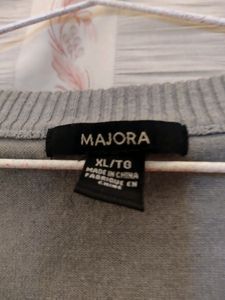 MAJORA
XL/TG
MADE IN CHINA
FABRIQUÉ EN
CHINE